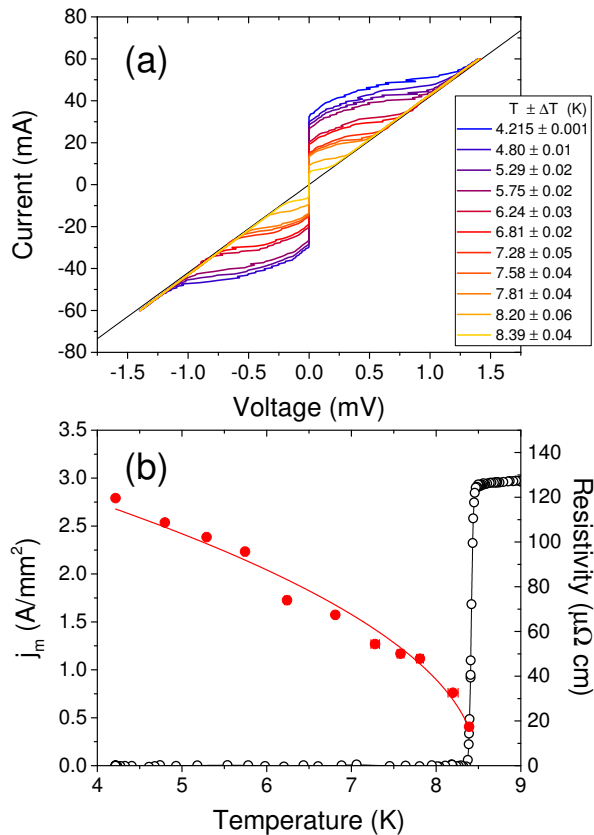 (a)
80
60
40
20
0
-20
-40
-60
-80
Current (mA)
T ± ΔT (K)
4.215 ± 0.001
4.80 ± 0.01
5.29 ± 0.02
5.75 ± 0.02
6.24 ± 0.03
6.81 ± 0.02
7.28 ± 0.05
7.58 ± 0.04
7.81 ± 0.04
8.20 ± 0.06
8.39 ± 0.04
-1.5 -1.0 -0.5 0.0 0.5 1.0 1.5
Voltage (mV)
(b)
3.5
3.0
2.5
2.0
1.5
1.0
0.5
0.0
jm (A/mm²)
140
120
100
80
60
40
20
0
Resistivity (μΩ cm)
4 5 6 7 8 9
Temperature (K)